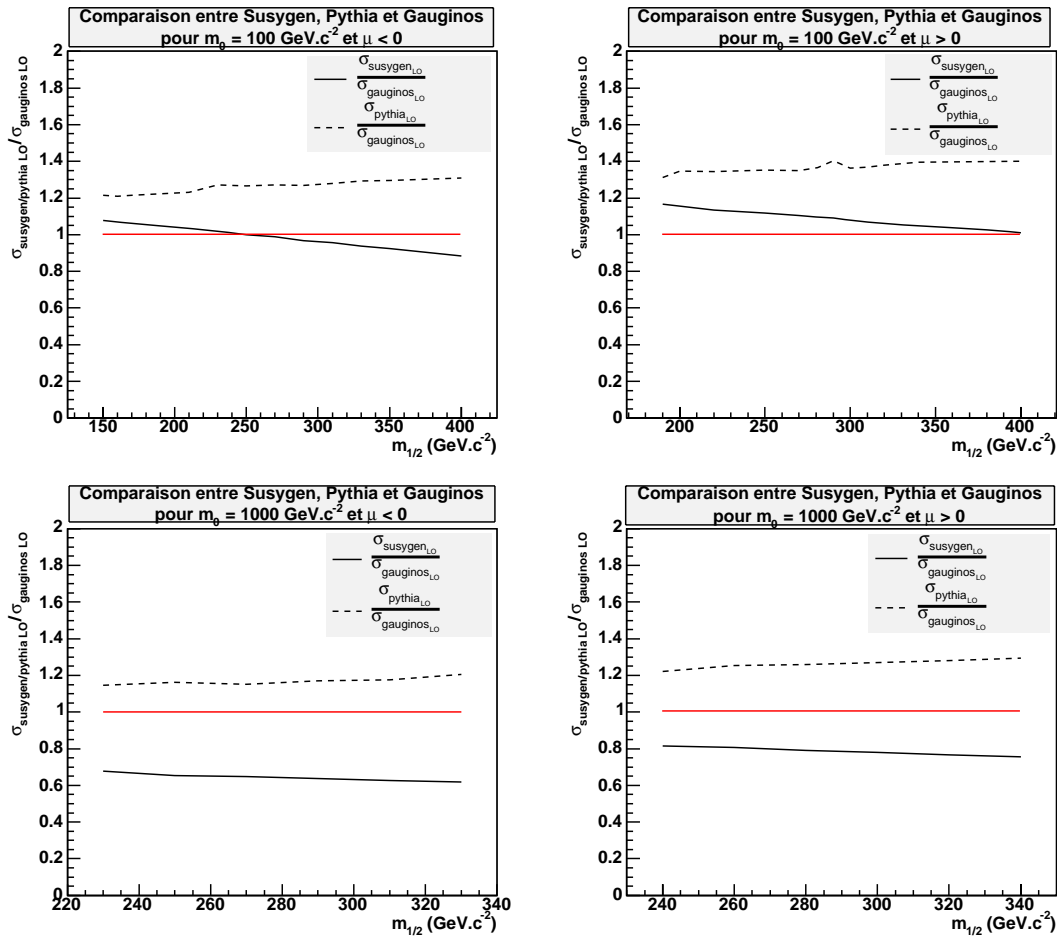 Comparaison entre Susygen, Pythia et Gauginos
pour m0 = 100 GeV.c-2 et μ < 0
σsusygen/pythia LO/σgauginos LO
2
1.8
1.6
1.4
1.2
1
0.8
0.6
0.4
0.2
0
σsusygenLO
σgauginosLO
σpythiaLO
σgauginosLO
150 200 250 300 350 400
m1/2 (GeV.c-2)
Comparaison entre Susygen, Pythia et Gauginos
pour m0 = 100 GeV.c-2 et μ > 0
σsusygen/pythia LO/σgauginos LO
2
1.8
1.6
1.4
1.2
1
0.8
0.6
0.4
0.2
0
σsusygenLO
σgauginosLO
σpythiaLO
σgauginosLO
200 250 300 350 400
m1/2 (GeV.c-2)
Comparaison entre Susygen, Pythia et Gauginos
pour m0 = 1000 GeV.c-2 et μ < 0
σsusygen/pythia LO/σgauginos LO
2
1.8
1.6
1.4
1.2
1
0.8
0.6
0.4
0.2
0
σsusygenLO
σgauginosLO
σpythiaLO
σgauginosLO
220 240 260 280 300 320 340
m1/2 (GeV.c-2)
Comparaison entre Susygen, Pythia et Gauginos
pour m0 = 1000 GeV.c-2 et μ > 0
σsusygen/pythia LO/σgauginos LO
2
1.8
1.6
1.4
1.2
1
0.8
0.6
0.4
0.2
0
σsusygenLO
σgauginosLO
σpythiaLO
σgauginosLO
240 260 280 300 320 340
m1/2 (GeV.c-2)